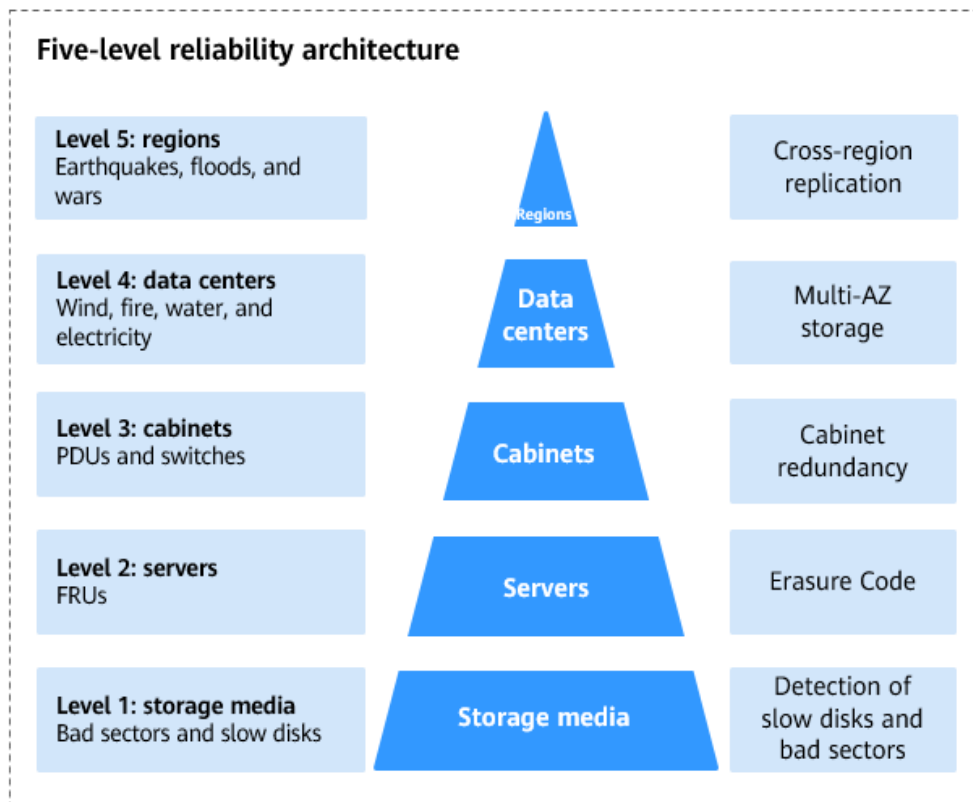 Five-level reliability architecture
Level 5: regions
Earthquakes, floods, and
wars
Regions
Cross-region
replication
Level 4: data centers
Wind, fire, water, and
electricity
Data
centers
Multi-AZ
storage
Level 3: cabinets
PDUs and switches
Cabinets
Cabinet
redundancy
Level 2: servers
FRUs
Servers
Erasure Code
Level 1: storage media
Bad sectors and slow disks
Storage media
Detection of
slow disks and
bad sectors